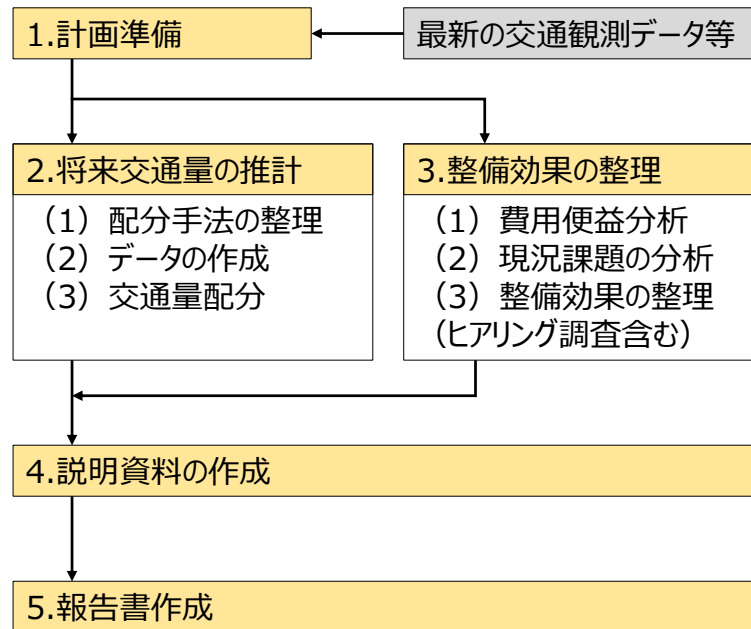 1.計画準備
最新の交通観測データ等
2.将来交通量の推計
（1）配分手法の整理
（2）データの作成
（3）交通量配分
3.整備効果の整理
（1）費用便益分析
（2）現況課題の分析
（3）整備効果の整理
（ヒアリング調査含む）
4.説明資料の作成
5.報告書作成